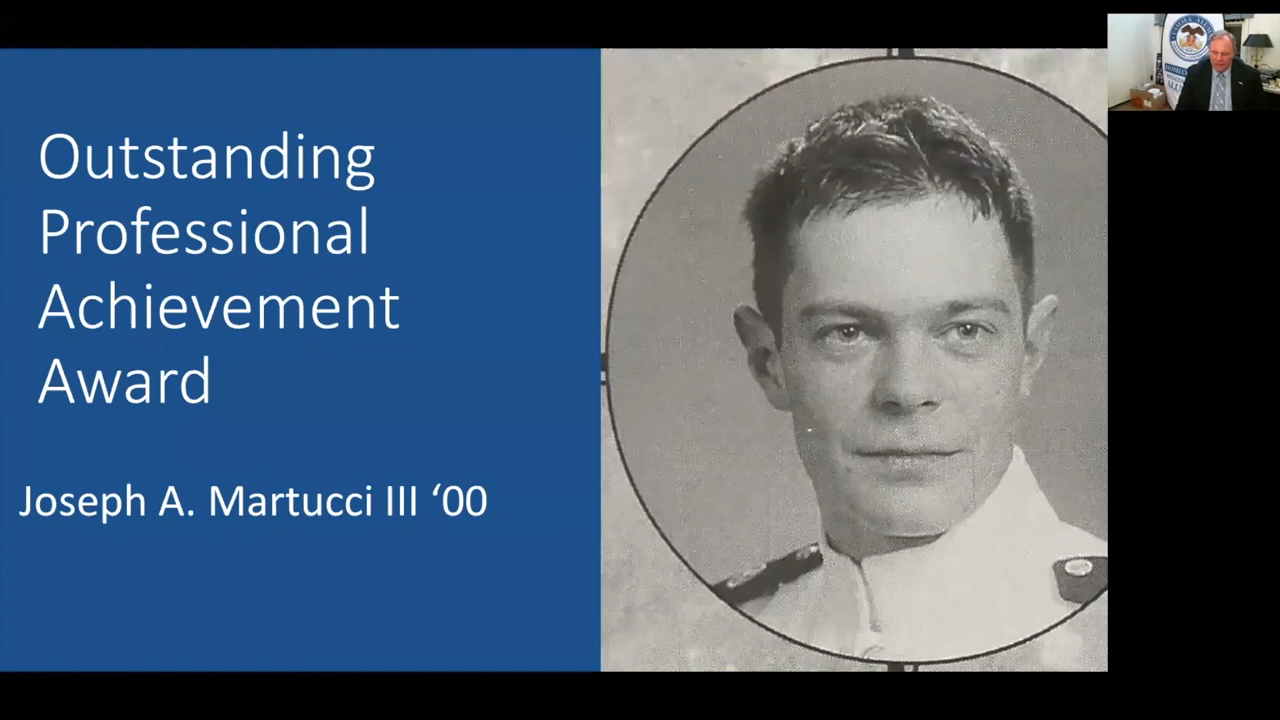 Outstanding
Professional
Achievement
Award
Joseph A. Martucci III ‘00